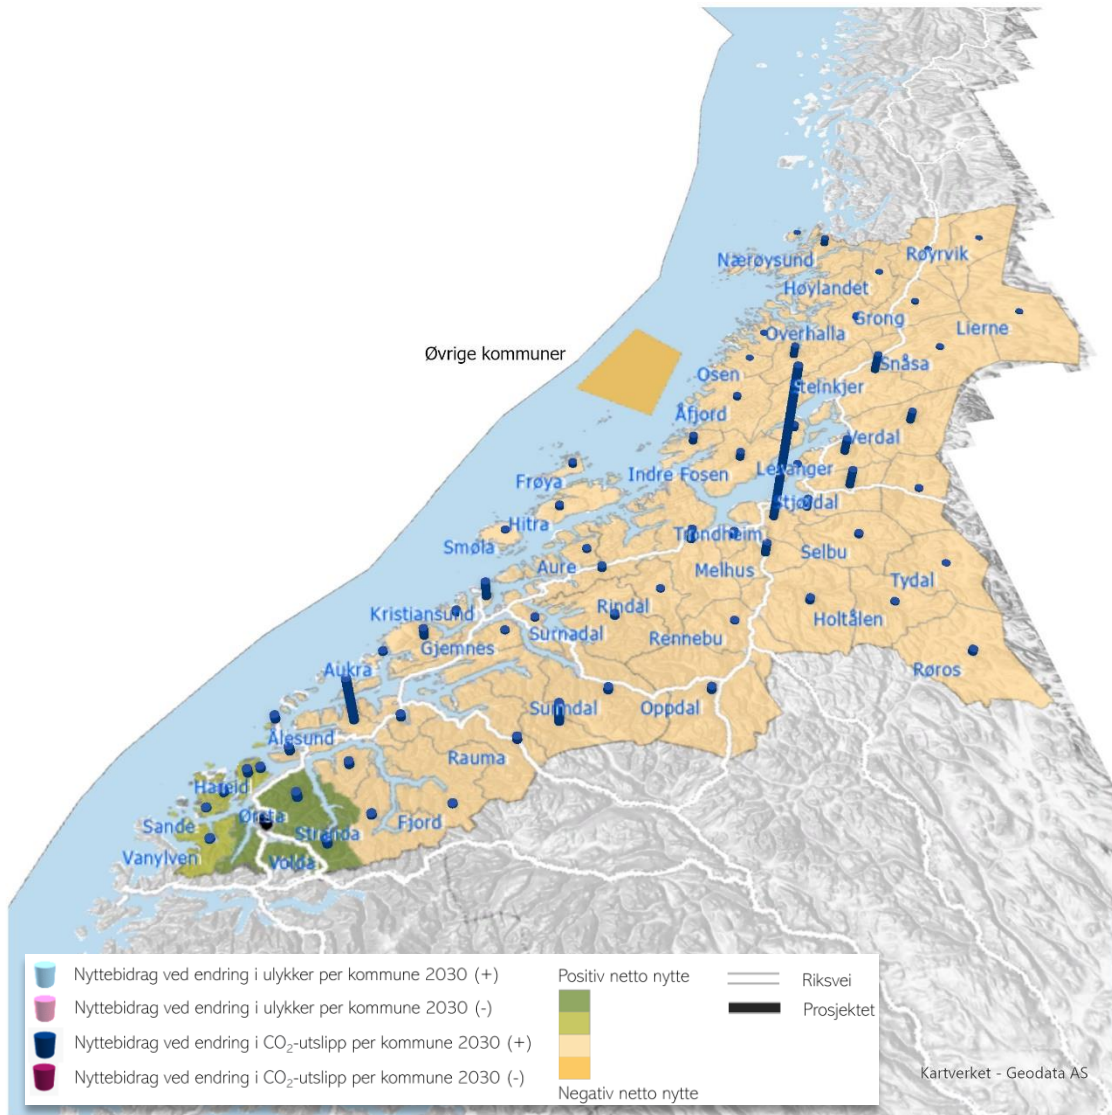 Nærøysund
Røyrvik
Høylandet
Grong
Lierne
Overhalla
Øvrige kommuner
Snåsa
Osen
Steinkjer
Åfjord
Verdal
Levanger
Indre Fosen
Frøya
Stjørdal
Hitra
Trondheim
Smøla
Selbu
Aure
Melhus
Tydal
Rindal
Kristiansund
Holtålen
Surnadal
Rennebu
Gjemnes
Aukra
Røros
Sunndal
Oppdal
Ålesund
Rauma
Hareid
Ørsta
Fjord
Sande
Stranda
Vanylven
Volda
Nyttebidrag ved endring i ulykker per kommune 2030 (+)
Nyttebidrag ved endring i ulykker per kommune 2030 (-)
Nyttebidrag ved endring i CO₂-utslipp per kommune 2030 (+)
Nyttebidrag ved endring i CO₂-utslipp per kommune 2030 (-)
Positiv netto nytte
Negativ netto nytte
Riksvei
Prosjektet
Kartverket - Geodata AS